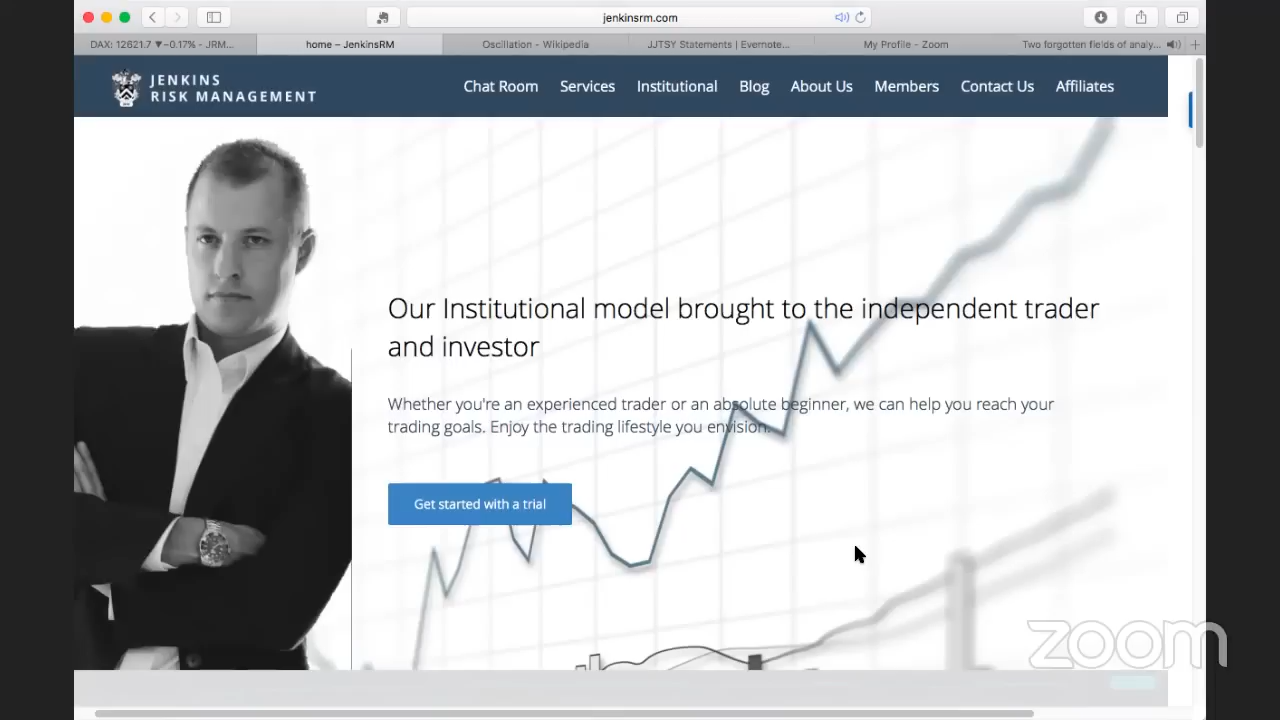 jenkinsrm.com
DAX: 12621.7 ▼−0.17% - JRM...
home – JenkinsRM
Oscillation - Wikipedia
JJTSY Statements | Evernote...
My Profile - Zoom
Two forgotten fields of analy...
JENKINS
RISK MANAGEMENT
Chat Room Services Institutional Blog About Us Members Contact Us Affiliates
Our Institutional model brought to the independent trader
and investor
Whether you're an experienced trader or an absolute beginner, we can help you reach your
trading goals. Enjoy the trading lifestyle you envision.
Get started with a trial
zoom